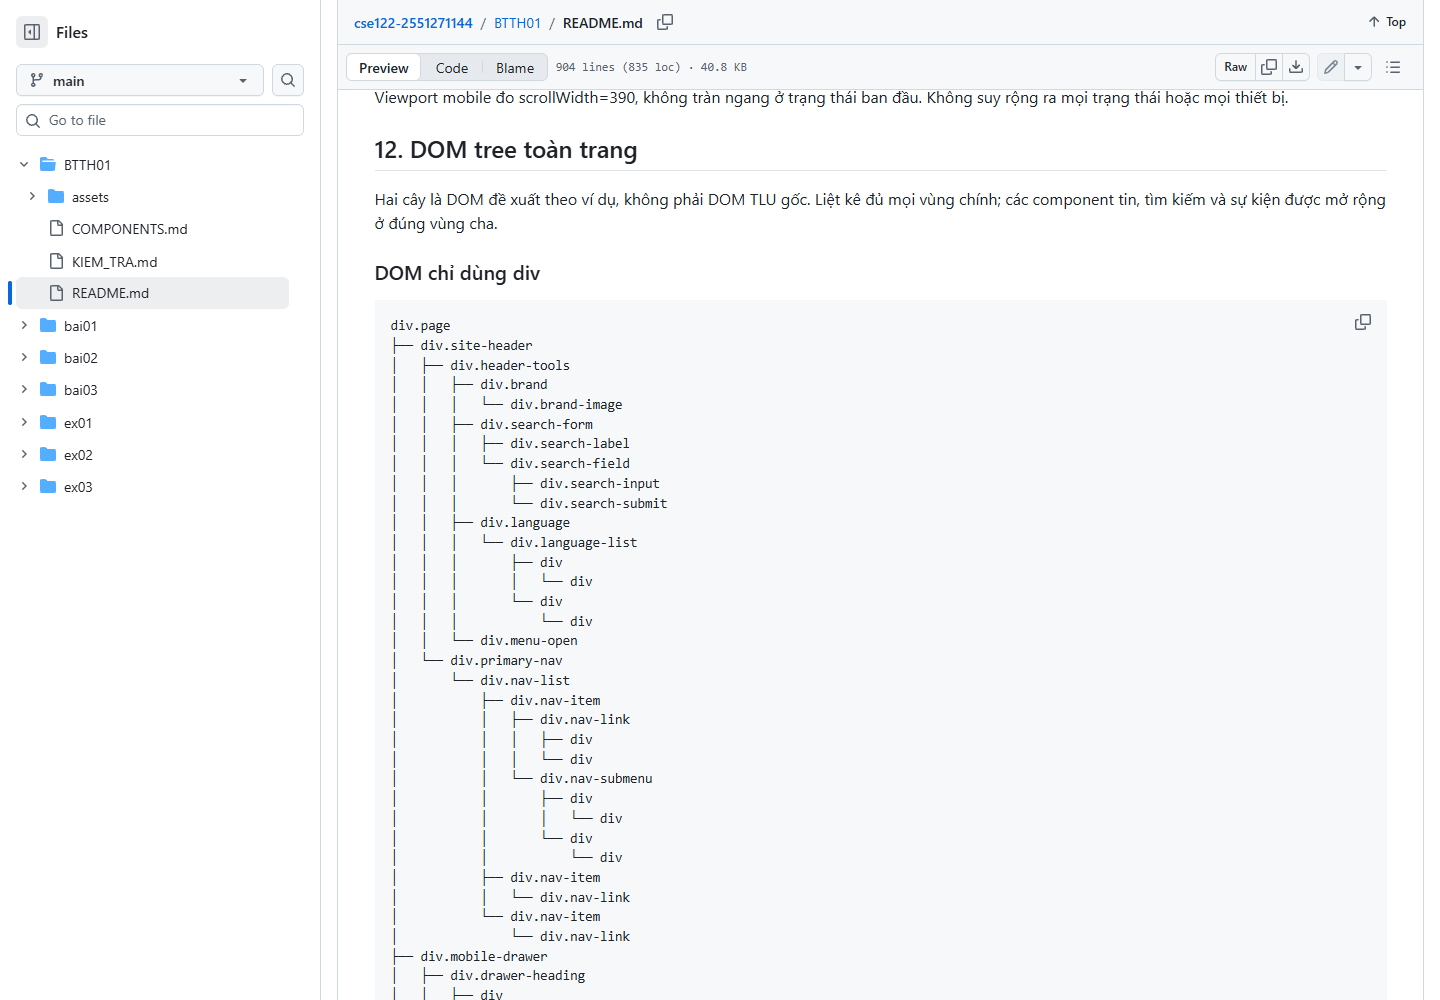 Files
main
Go to file
BTTH01
assets
COMPONENTS.md
KIEM_TRA.md
README.md
bai01
bai02
bai03
ex01
ex02
ex03
cse122-2551271144 / BTTH01 / README.md
Top
Preview Code Blame 904 lines (835 loc) · 40.8 KB
Raw
Viewport mobile đo scrollWidth=390, không tràn ngang ở trạng thái ban đầu. Không suy rộng ra mọi trạng thái hoặc mọi thiết bị.
12. DOM tree toàn trang
Hai cây là DOM đề xuất theo ví dụ, không phải DOM TLU gốc. Liệt kê đủ mọi vùng chính; các component tin, tìm kiếm và sự kiện được mở rộng
ở đúng vùng cha.
DOM chỉ dùng div
div.page
├── div.site-header
│   ├── div.header-tools
│   │   ├── div.brand
│   │   │   └── div.brand-image
│   │   ├── div.search-form
│   │   │   ├── div.search-label
│   │   │   └── div.search-field
│   │   │       ├── div.search-input
│   │   │       └── div.search-submit
│   │   ├── div.language
│   │   │   └── div.language-list
│   │   │       ├── div
│   │   │       │   └── div
│   │   │       └── div
│   │   │           └── div
│   │   └── div.menu-open
│   └── div.primary-nav
│       └── div.nav-list
│           ├── div.nav-item
│           │   ├── div.nav-link
│           │   │   ├── div
│           │   │   └── div
│           │   └── div.nav-submenu
│           │       ├── div
│           │       │   └── div
│           │       └── div
│           │           └── div
│           ├── div.nav-item
│           │   └── div.nav-link
│           └── div.nav-item
│               └── div.nav-link
├── div.mobile-drawer
│   ├── div.drawer-heading
│   │   ├── div